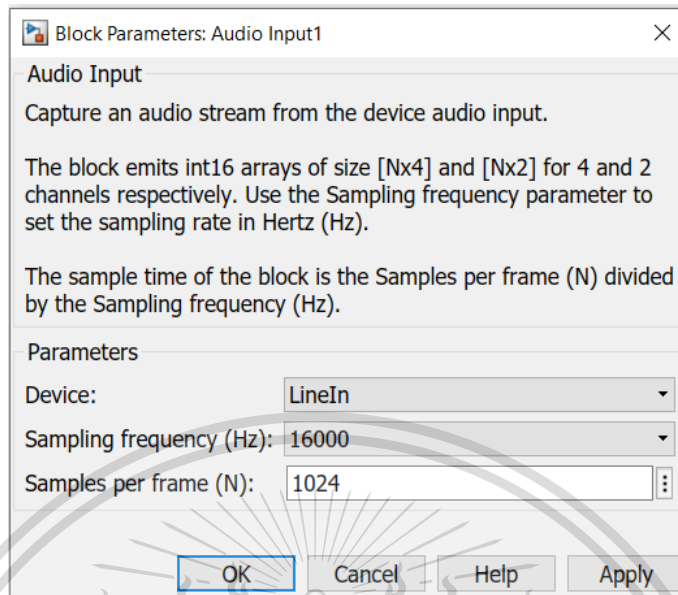 Block Parameters: Audio Input1
Audio Input
Capture an audio stream from the device audio input.
The block emits int16 arrays of size [Nx4] and [Nx2] for 4 and 2
channels respectively. Use the Sampling frequency parameter to
set the sampling rate in Hertz (Hz).
The sample time of the block is the Samples per frame (N) divided
by the Sampling frequency (Hz).
Parameters
Device: LineIn
Sampling frequency (Hz): 16000
Samples per frame (N): 1024
OK Cancel Help Apply